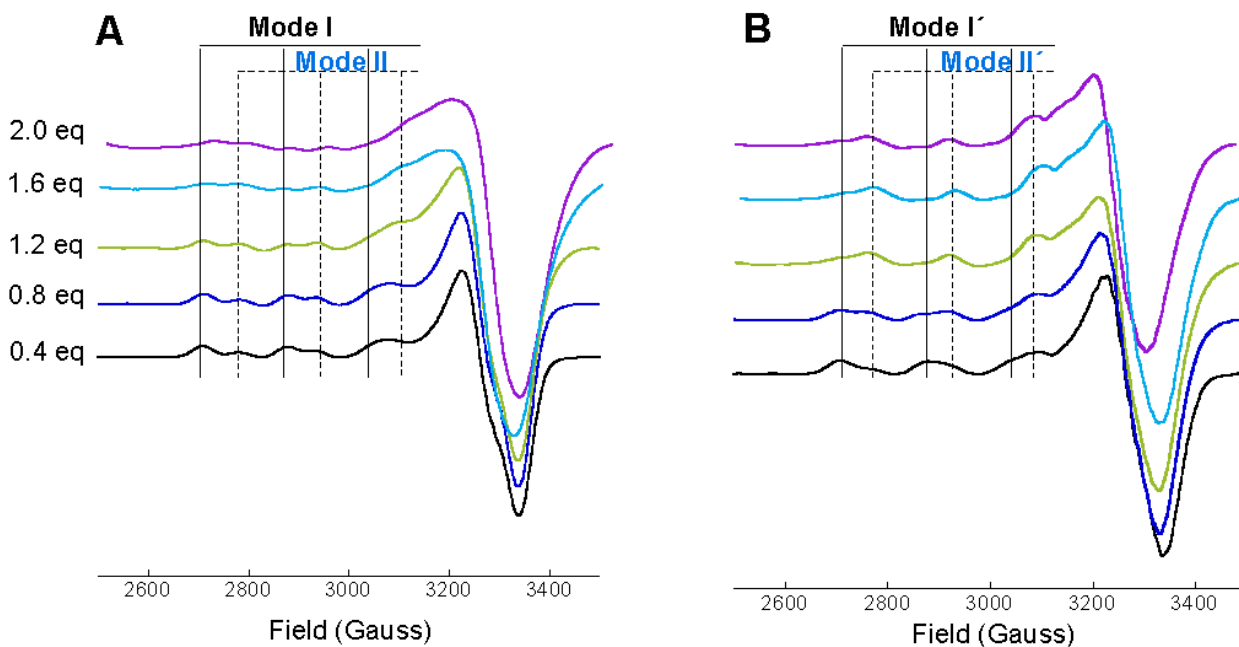 A
Mode I
Mode II
2.0 eq
1.6 eq
1.2 eq
0.8 eq
0.4 eq
2600 2800 3000 3200 3400
Field (Gauss)
B
Mode I´
Mode II´
2600 2800 3000 3200 3400
Field (Gauss)